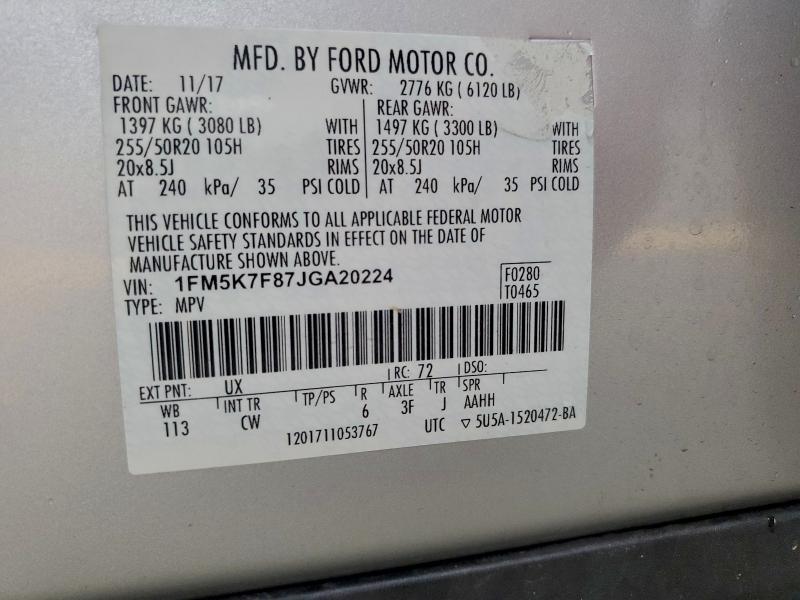 MFD. BY FORD MOTOR CO.
DATE: 11/17 GVWR: 2776 KG ( 6120 LB)
FRONT GAWR: REAR GAWR:
1397 KG ( 3080 LB) WITH 1497 KG ( 3300 LB) WITH
255/50R20 105H TIRES 255/50R20 105H TIRES
20x8.5J RIMS 20x8.5J RIMS
AT 240 kPa/ 35 PSI COLD AT 240 kPa/ 35 PSI COLD
THIS VEHICLE CONFORMS TO ALL APPLICABLE FEDERAL MOTOR
VEHICLE SAFETY STANDARDS IN EFFECT ON THE DATE OF
MANUFACTURE SHOWN ABOVE.
VIN: 1FM5K7F87JGA20224 F0280
TYPE: MPV T0465
EXT PNT: UX RC: 72 DSO:
WB INT TR TP/PS R AXLE TR SPR
113 CW 6 3F J AAHH
1201711053767 UTC ▽ 5U5A-1520472-BA